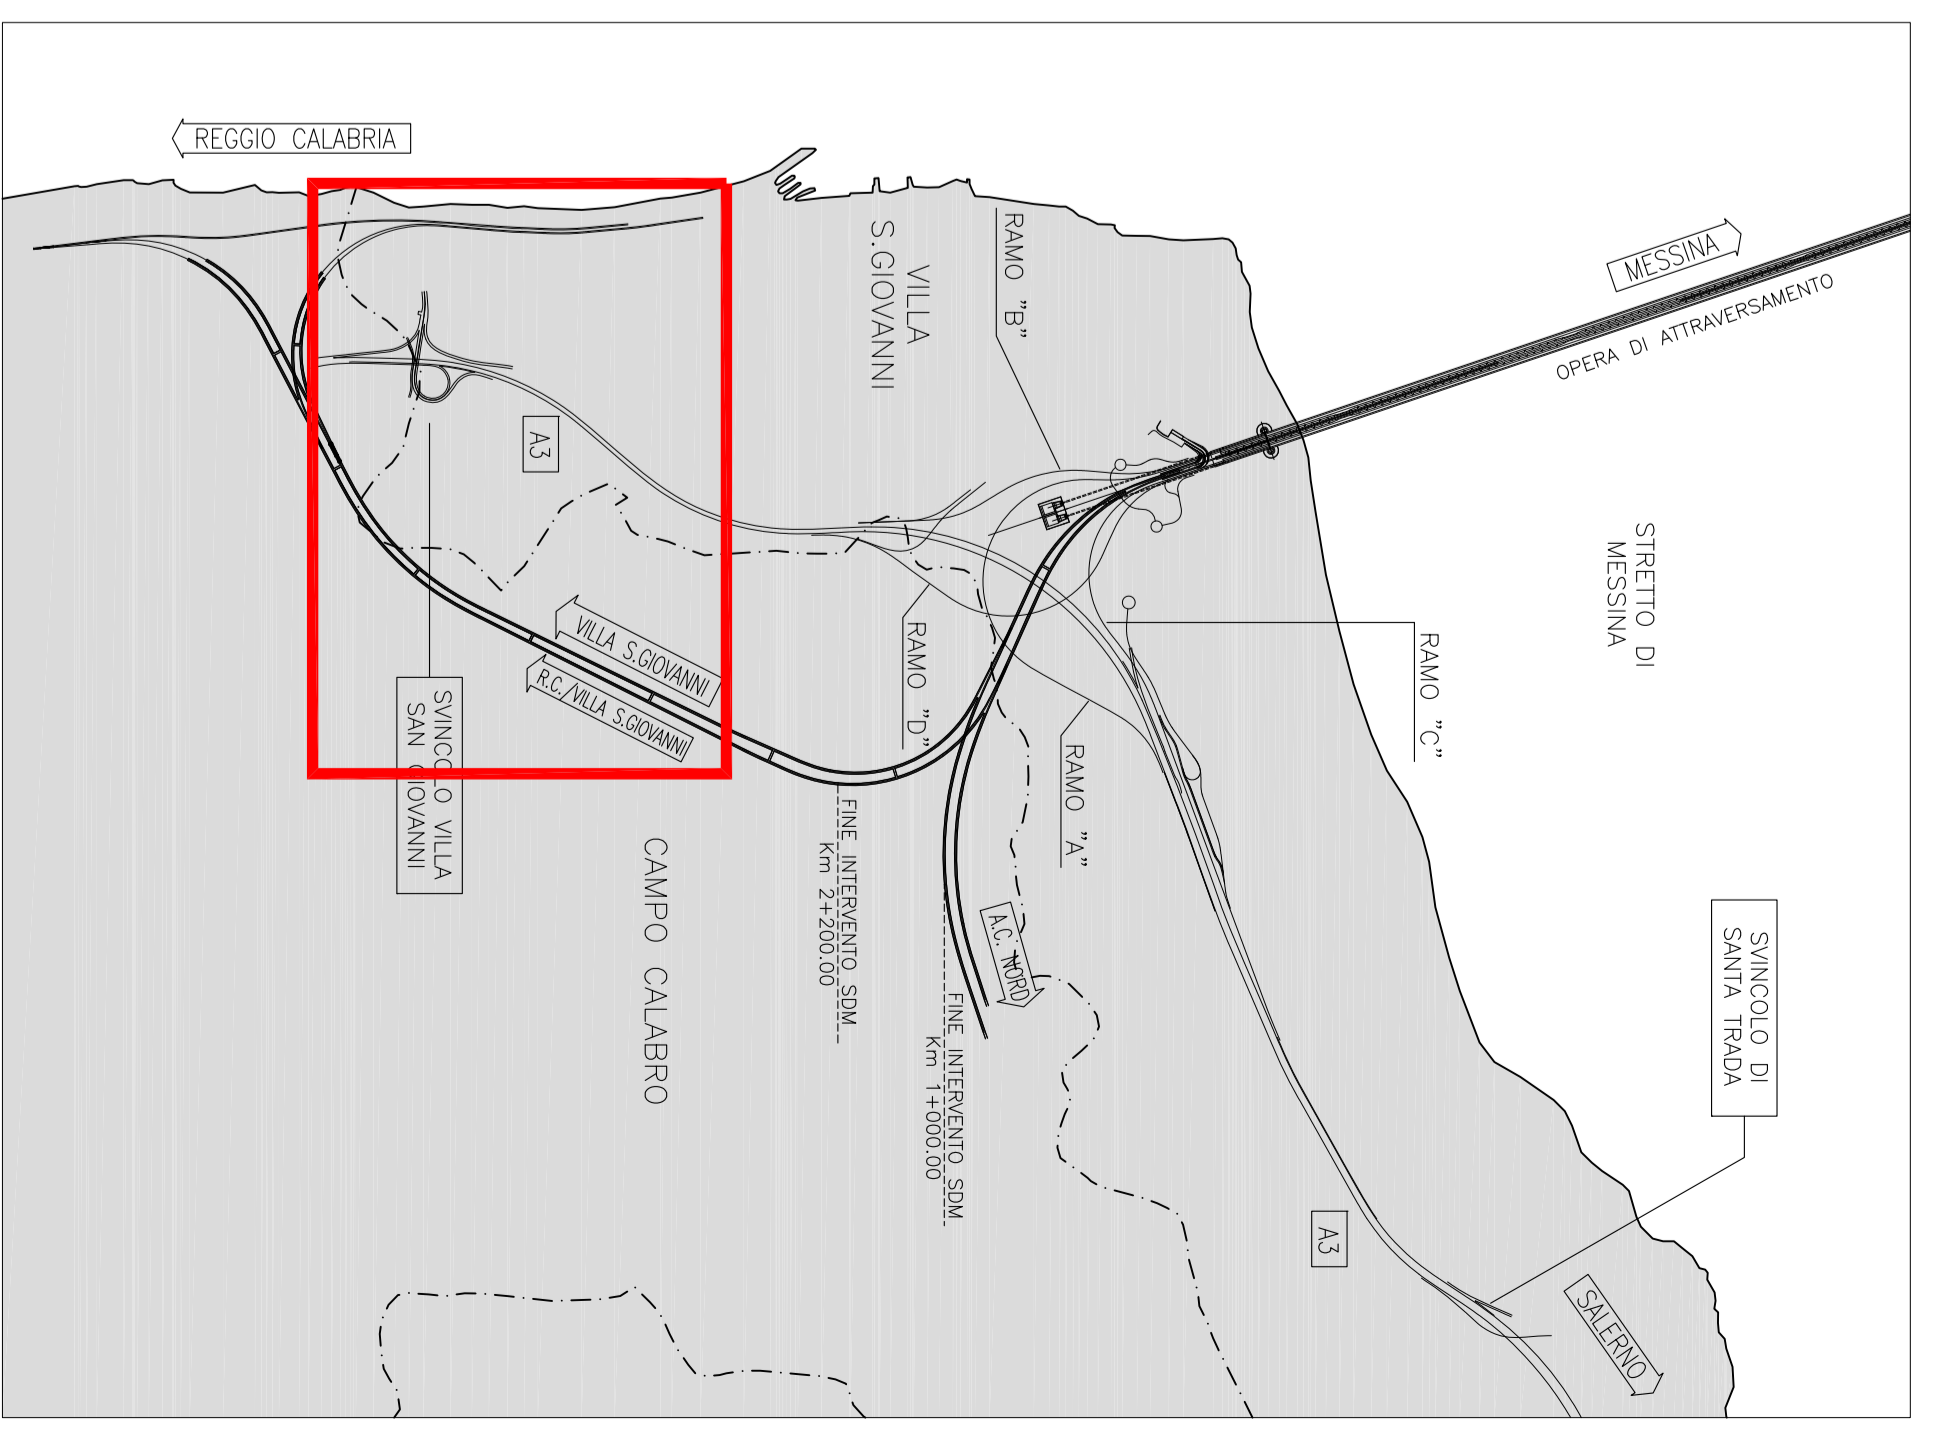 REGGIO CALABRIA
MESSINA
OPERA DI ATTRAVERSAMENTO
STRETTO DI
MESSINA
VILLA
S.GIOVANNI
RAMO "B"
A3
RAMO "D"
RAMO "C"
RAMO "A"
VILLA S.GIOVANNI
R.C./VILLA S.GIOVANNI
SVINCOLO VILLA
SAN GIOVANNI
FINE INTERVENTO SDM
Km 2+200.00
CAMPO CALABRO
A.C. NORD
FINE INTERVENTO SDM
Km 1+000.00
SVINCOLO DI
SANTA TRADA
A3
SALERNO